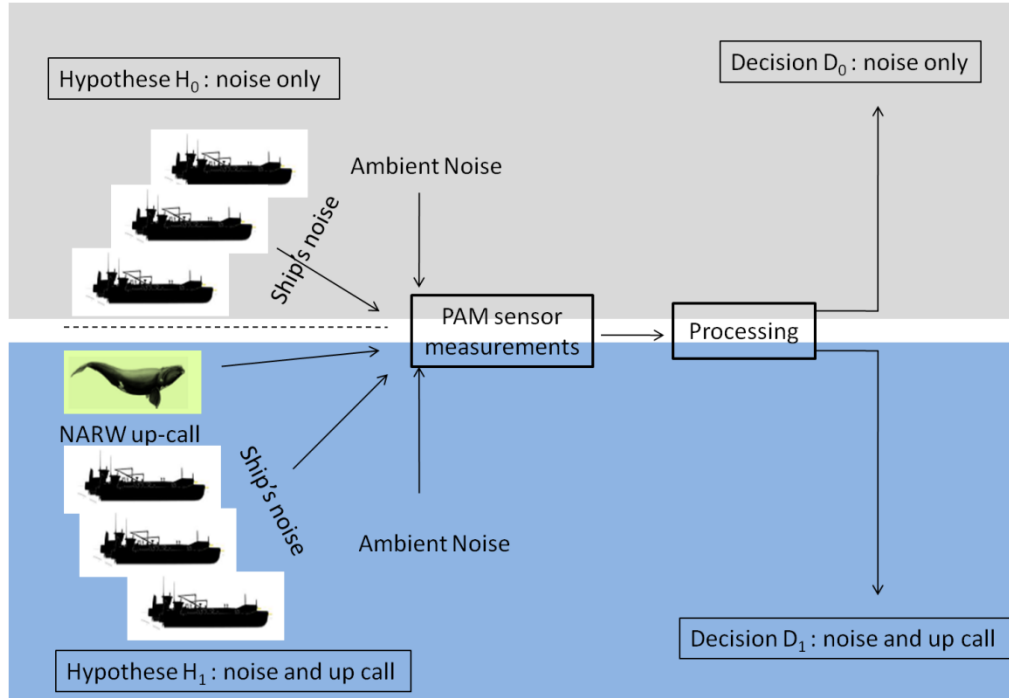 Hypothese H₀ : noise only
Decision D₀ : noise only
Ambient Noise
Ship's noise
PAM sensor
measurements
Processing
NARW up-call
Ship's noise
Ambient Noise
Decision D₁ : noise and up call
Hypothese H₁ : noise and up call